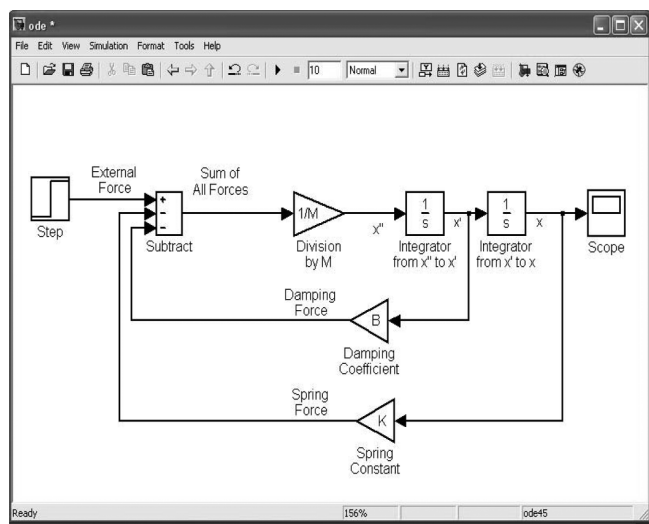 ode *
File Edit View Simulation Format Tools Help
10 Normal
External
Force
Sum of
All Forces
+
−
−
1/M
x''
1
s
x'
1
s
x
Step
Subtract
Division
by M
Integrator
from x'' to x'
Integrator
from x' to x
Scope
Damping
Force
B
Damping
Coefficient
Spring
Force
K
Spring
Constant
Ready 156% ode45